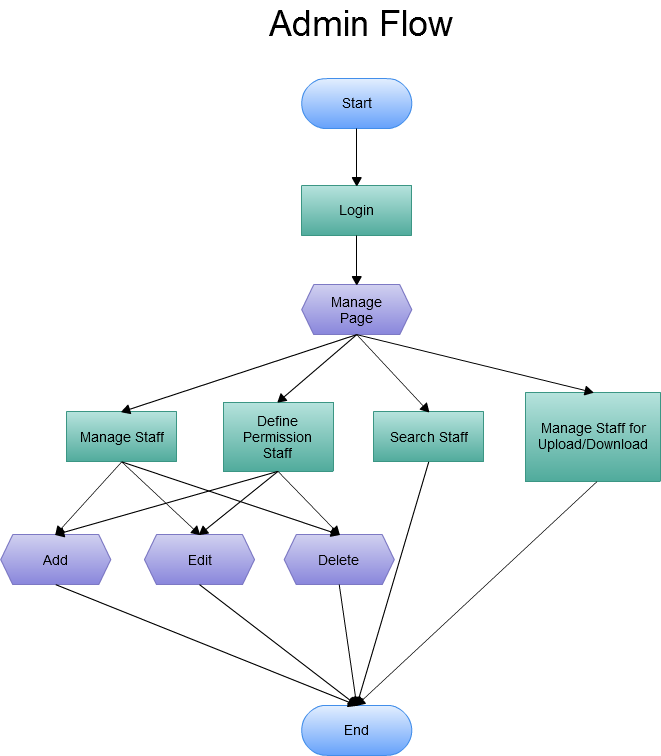 Admin Flow
Start
Login
Manage
Page
Manage Staff
Define
Permission
Staff
Search Staff
Manage Staff for
Upload/Download
Add
Edit
Delete
End